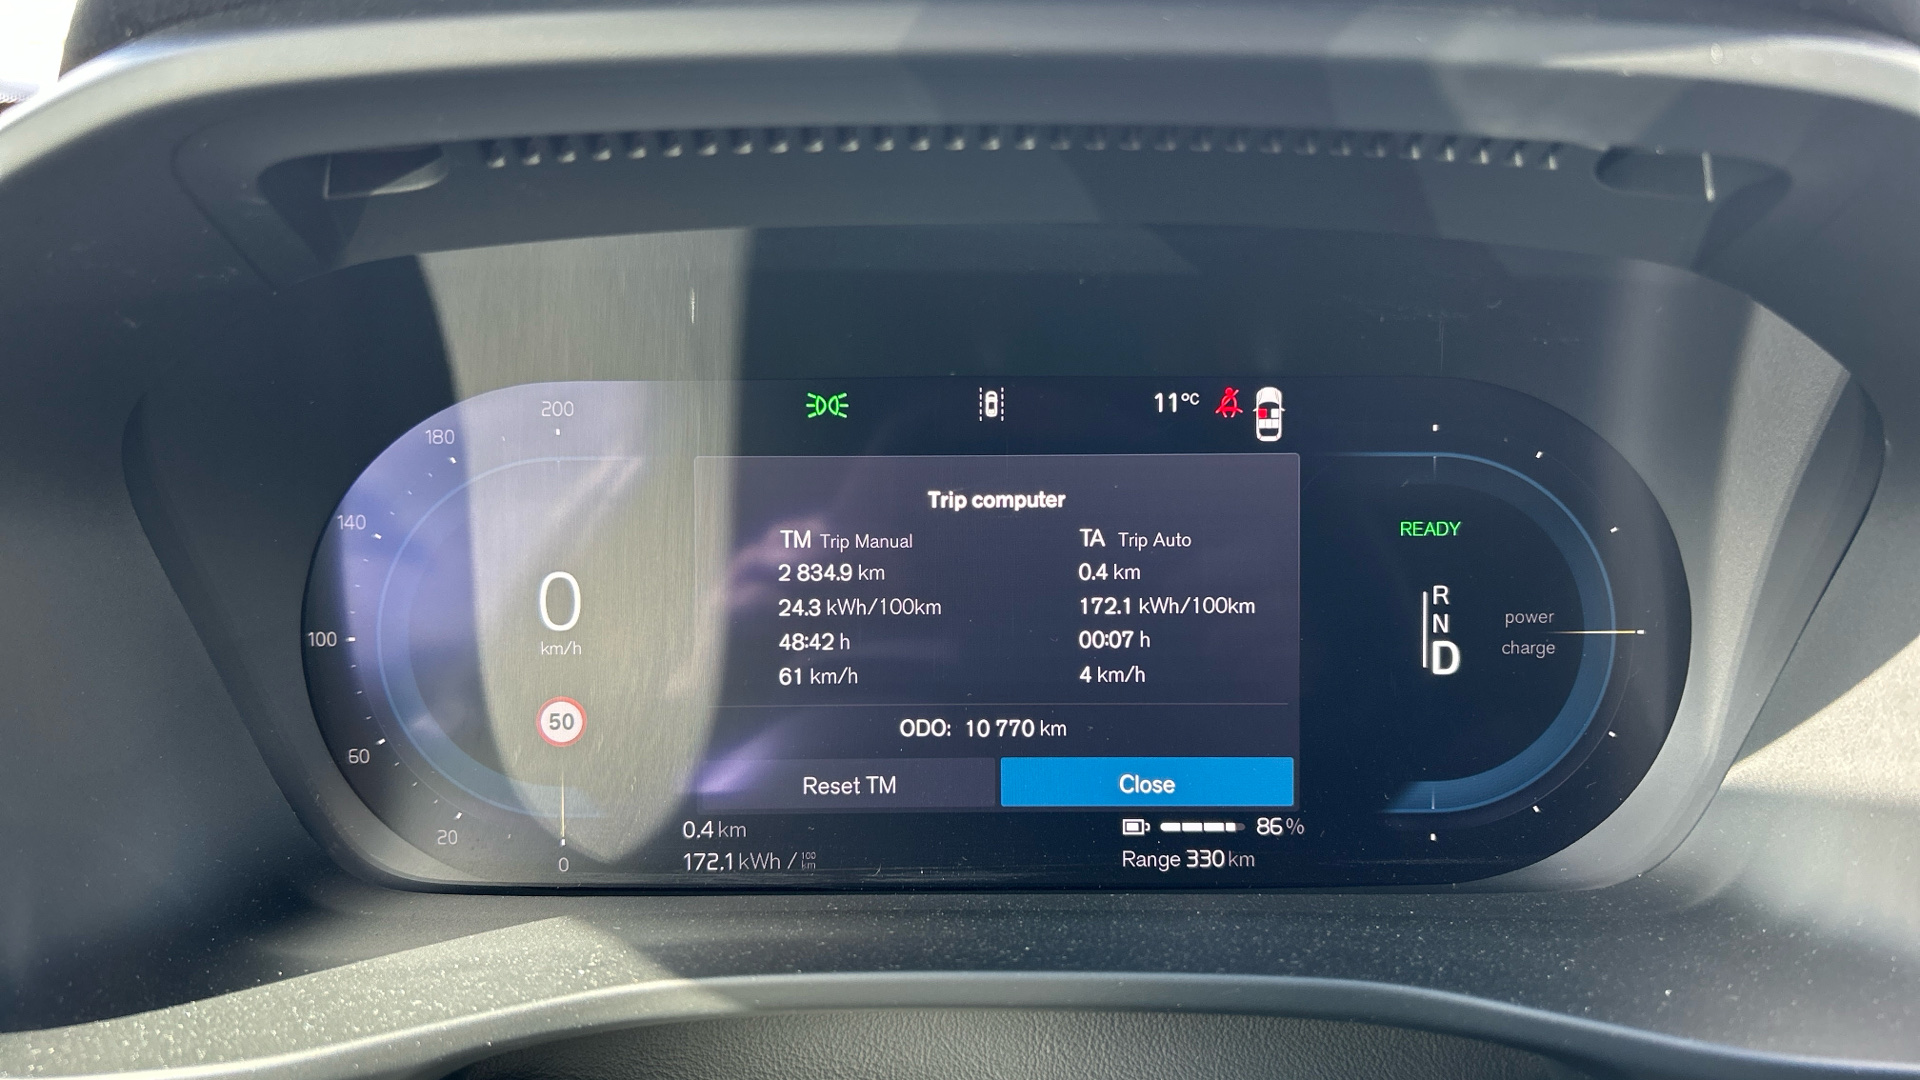 11°C
200
180
140
100
60
20
0
0
km/h
50
Trip computer
TM Trip Manual
2 834.9 km
24.3 kWh/100km
48:42 h
61 km/h
TA Trip Auto
0.4 km
172.1 kWh/100km
00:07 h
4 km/h
ODO: 10 770 km
Reset TM
Close
0.4 km
172.1 kWh / 100 km
86 %
Range 330 km
READY
R
N
D
power
charge